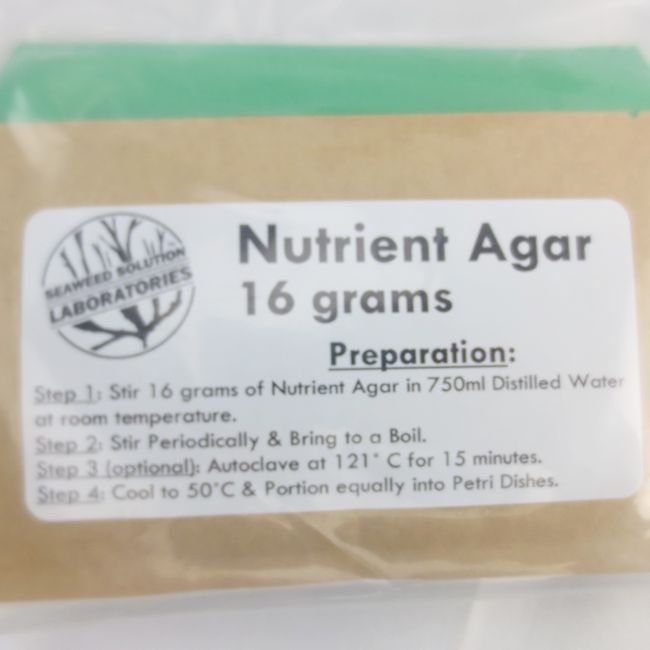 SEAWEED SOLUTION
LABORATORIES
Nutrient Agar
16 grams
Preparation:
Step 1: Stir 16 grams of Nutrient Agar in 750ml Distilled Water
at room temperature.
Step 2: Stir Periodically & Bring to a Boil.
Step 3 (optional): Autoclave at 121° C for 15 minutes.
Step 4: Cool to 50°C & Portion equally into Petri Dishes.